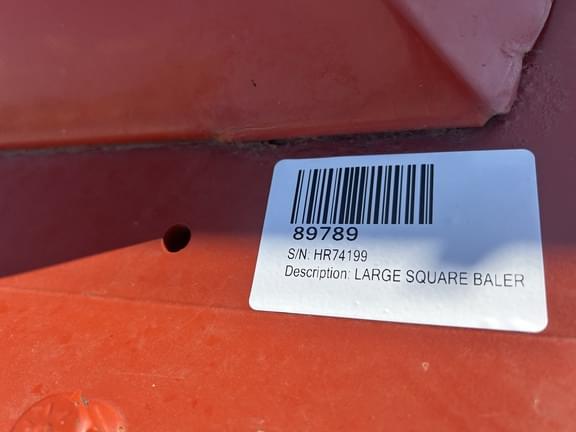 89789
S/N: HR74199
Description: LARGE SQUARE BALER